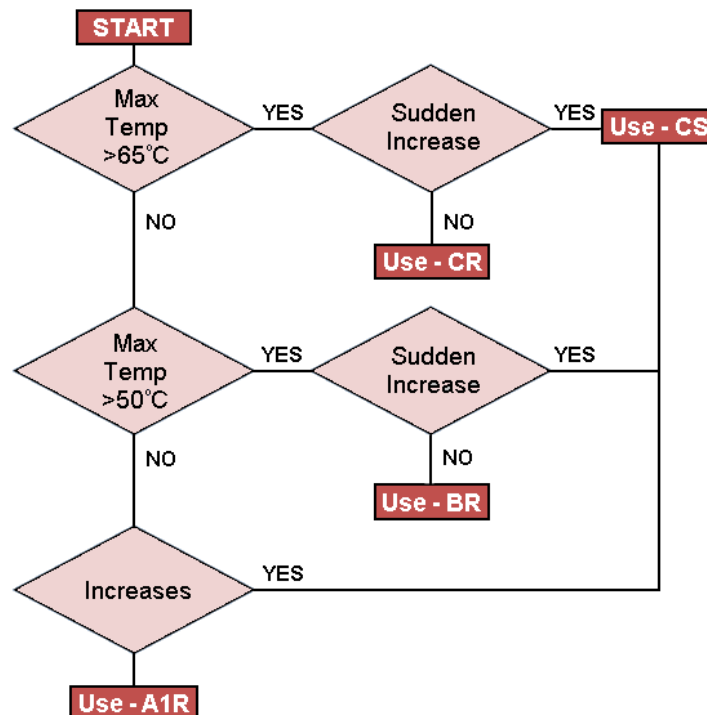 START
Max
Temp
>65°C
YES
Sudden
Increase
YES
Use - CS
NO
NO
Use - CR
Max
Temp
>50°C
YES
Sudden
Increase
YES
NO
NO
Use - BR
Increases
YES
Use - A1R